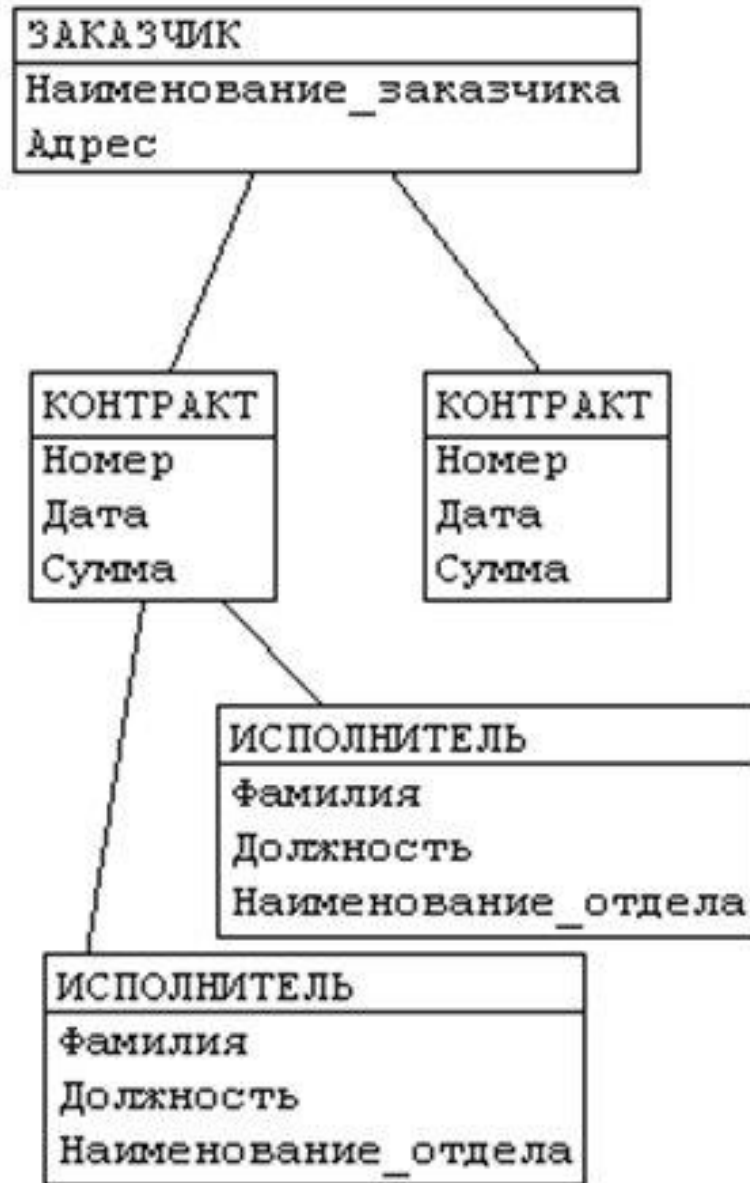 ЗАКАЗЧИК
Наименование_заказчика
Адрес
КОНТРАКТ
Номер
Дата
Сумма
КОНТРАКТ
Номер
Дата
Сумма
ИСПОЛНИТЕЛЬ
Фамилия
Должность
Наименование_отдела
ИСПОЛНИТЕЛЬ
Фамилия
Должность
Наименование_отдела